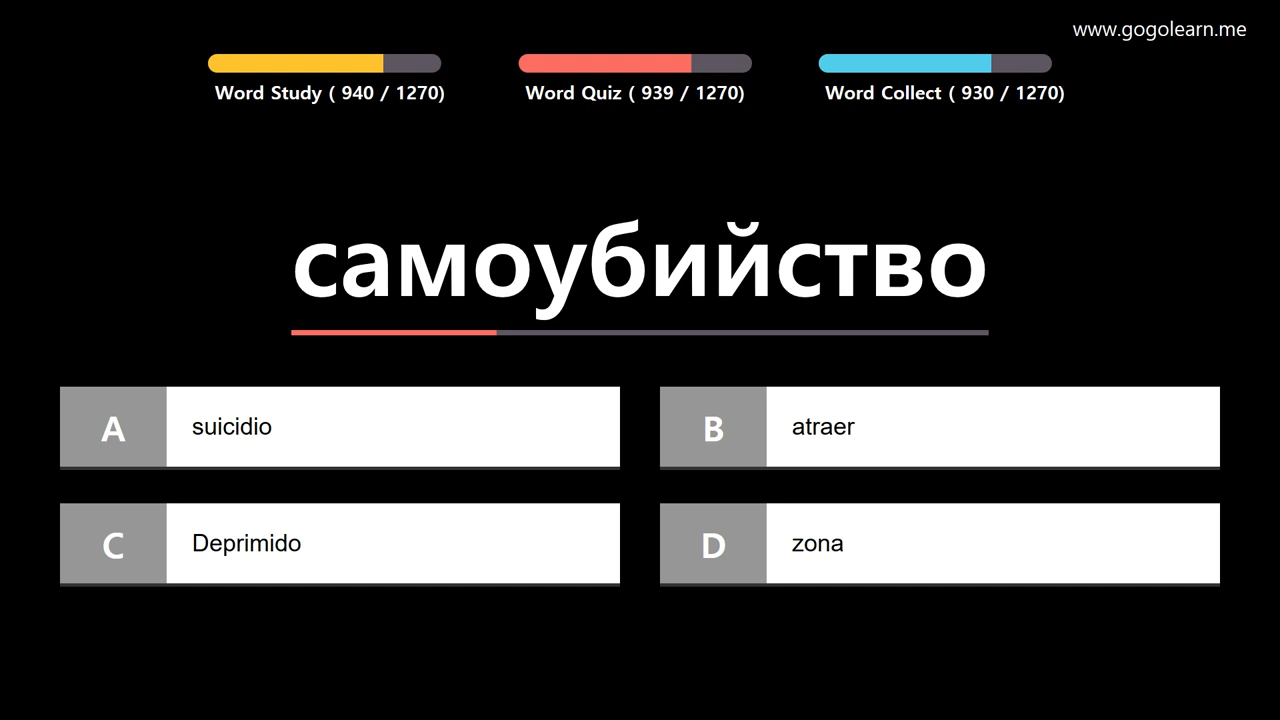 www.gogolearn.me
Word Study ( 940 / 1270)
Word Quiz ( 939 / 1270)
Word Collect ( 930 / 1270)
самоубийство
A suicidio
B atraer
C Deprimido
D zona